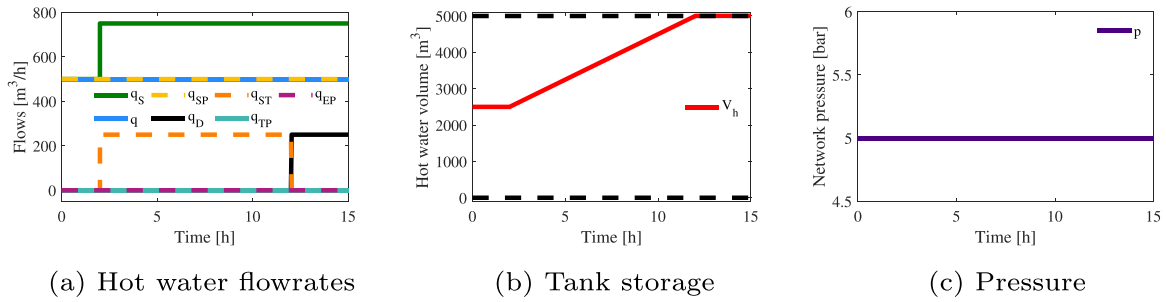 800
600
400
200
0
Flows [m³/h]
q_S q_SP q_ST q_EP
q q_D q_TP
0 5 10 15
Time [h]
(a) Hot water flowrates
5000
4000
3000
2000
1000
0
Hot water volume [m³]
V_h
0 5 10 15
Time [h]
(b) Tank storage
6
5.5
5
4.5
Network pressure [bar]
p
0 5 10 15
Time [h]
(c) Pressure